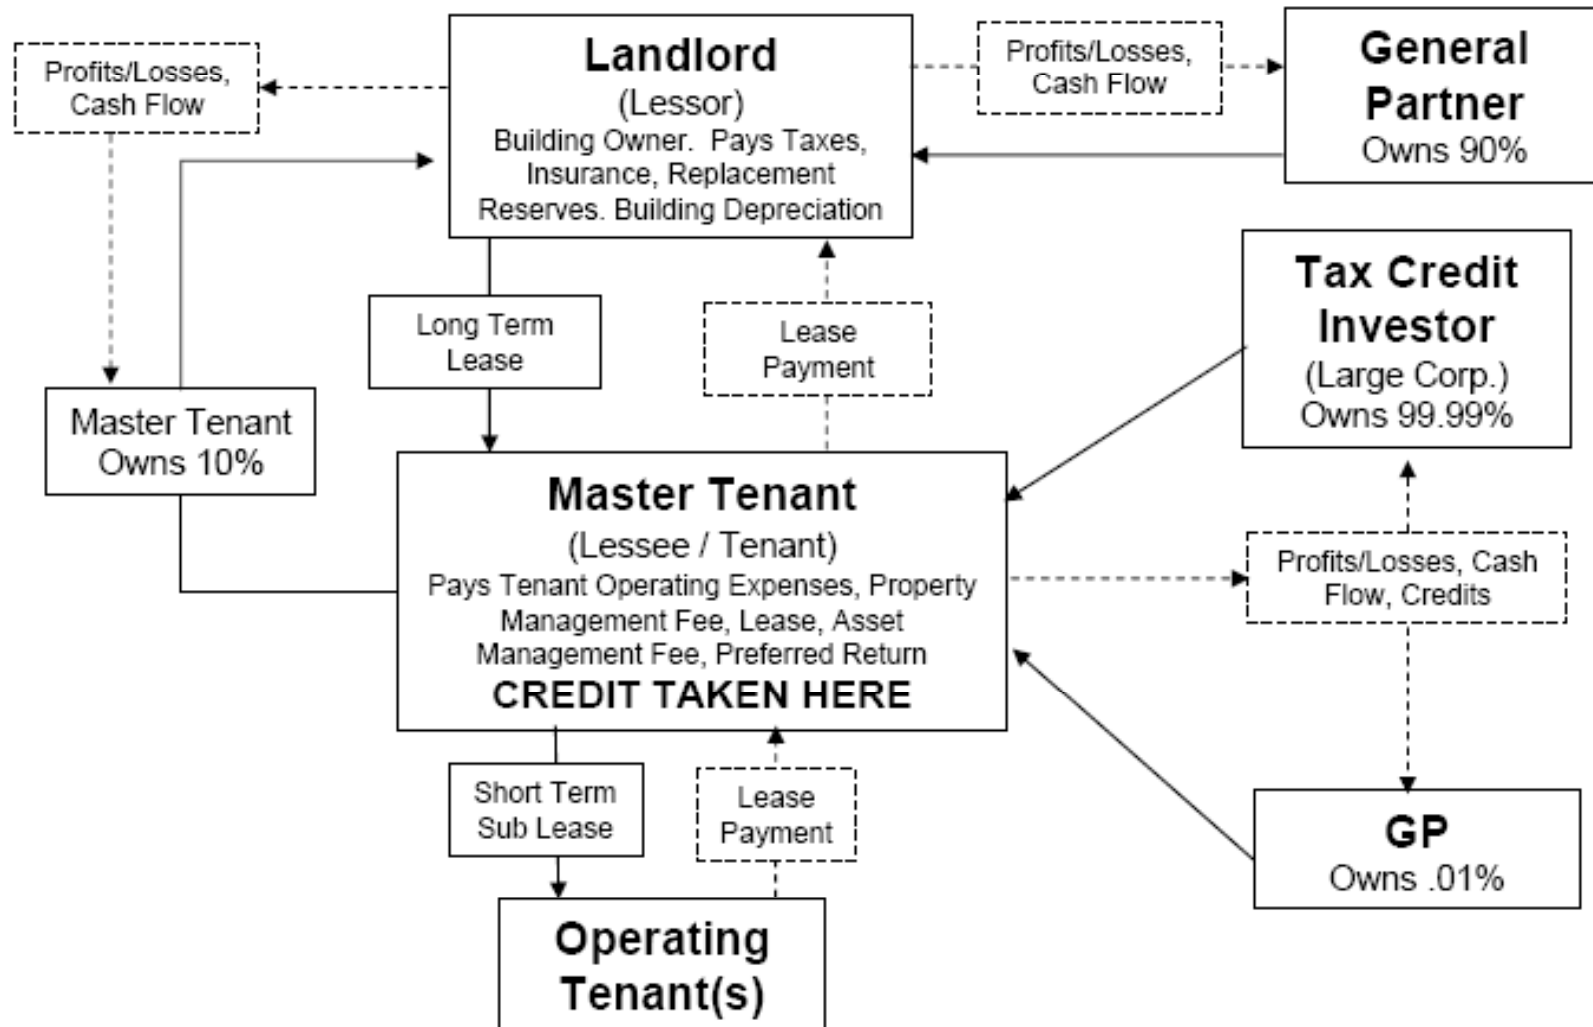 Profits/Losses,
Cash Flow
Landlord
(Lessor)
Building Owner.  Pays Taxes,
Insurance, Replacement
Reserves. Building Depreciation
Profits/Losses,
Cash Flow
General
Partner
Owns 90%
Long Term
Lease
Lease
Payment
Tax Credit
Investor
(Large Corp.)
Owns 99.99%
Master Tenant
Owns 10%
Master Tenant
(Lessee / Tenant)
Pays Tenant Operating Expenses, Property
Management Fee, Lease, Asset
Management Fee, Preferred Return
CREDIT TAKEN HERE
Profits/Losses, Cash
Flow, Credits
Short Term
Sub Lease
Lease
Payment
GP
Owns .01%
Operating
Tenant(s)